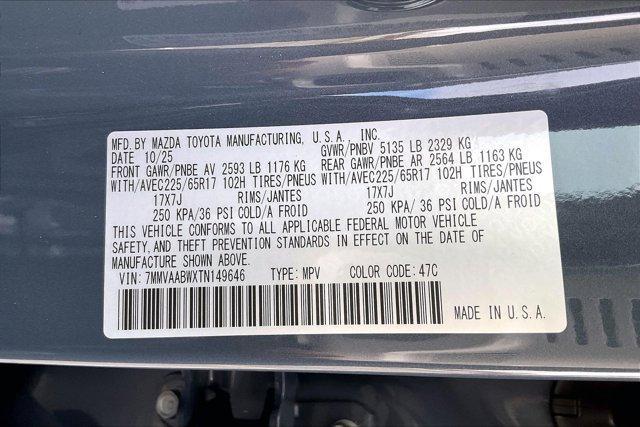 MFD. BY MAZDA TOYOTA MANUFACTURING, U.S.A., INC.
DATE 10/25 GVWR/PNBV 5135 LB 2329 KG
FRONT GAWR/PNBE AV 2593 LB 1176 KG REAR GAWR/PNBE AR 2564 LB 1163 KG
WITH/AVEC225/65R17 102H TIRES/PNEUS WITH/AVEC225/65R17 102H TIRES/PNEUS
17X7J RIMS/JANTES 17X7J RIMS/JANTES
250 KPA/36 PSI COLD/A FROID 250 KPA/ 36 PSI COLD/A FROID
THIS VEHICLE CONFORMS TO ALL APPLICABLE FEDERAL MOTOR VEHICLE
SAFETY,AND THEFT PREVENTION STANDARDS IN EFFECT ON THE DATE OF
MANUFACTURE SHOWN ABOVE.
VIN: 7MMVAABWXTN149646 TYPE: MPV COLOR CODE: 47C
MADE IN U.S.A.